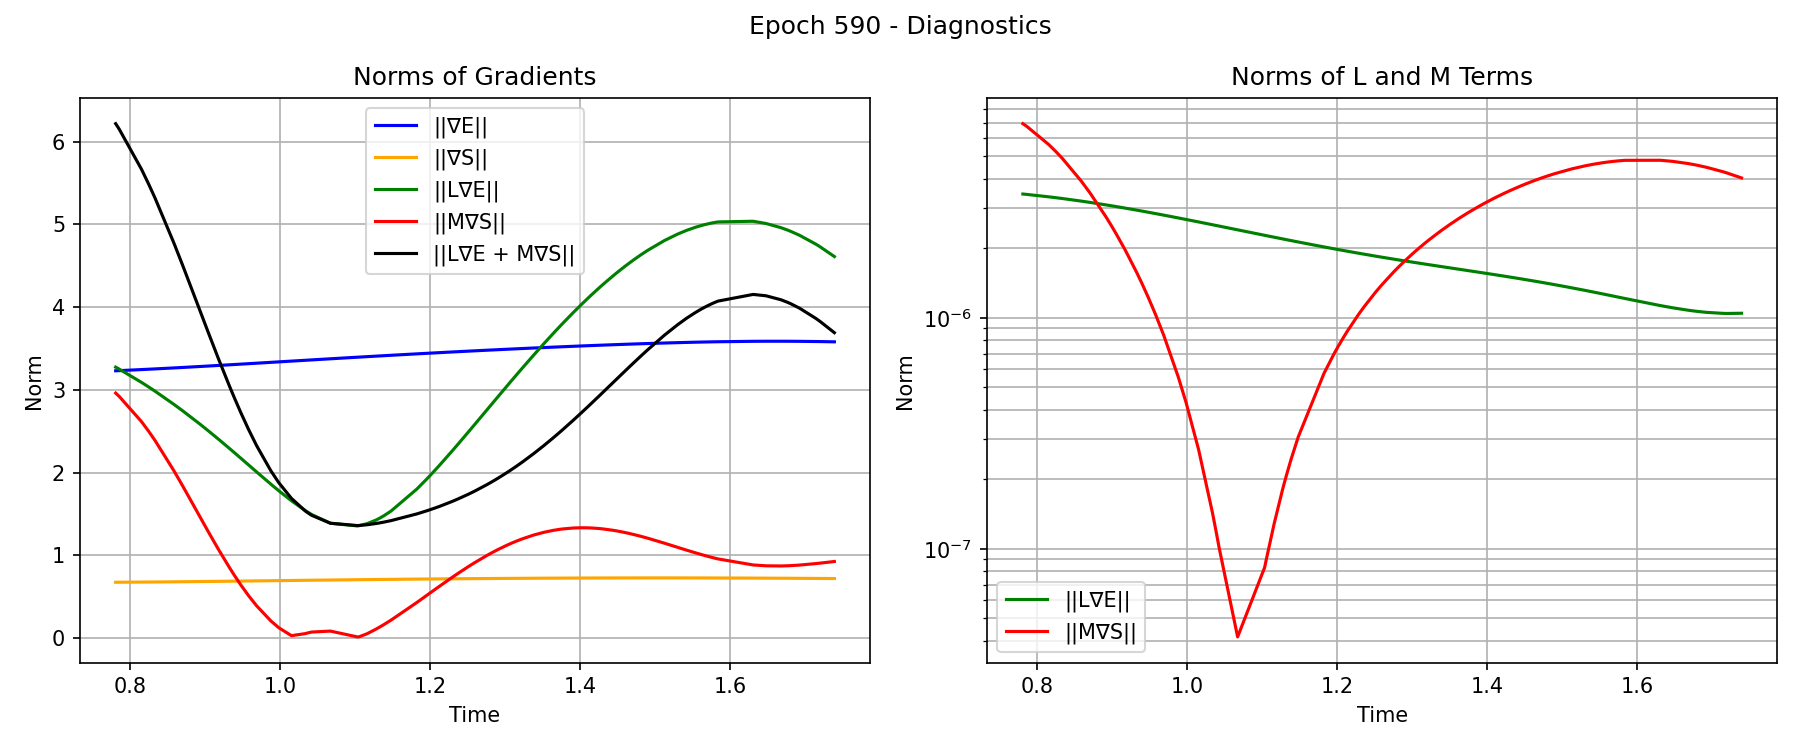 Epoch 590 - Diagnostics
Norms of Gradients
||∇E||
||∇S||
||L∇E||
||M∇S||
||L∇E + M∇S||
6
5
4
3
2
1
0
Norm
0.8 1.0 1.2 1.4 1.6
Time
Norms of L and M Terms
10⁻⁶
10⁻⁷
Norm
||L∇E||
||M∇S||
0.8 1.0 1.2 1.4 1.6
Time